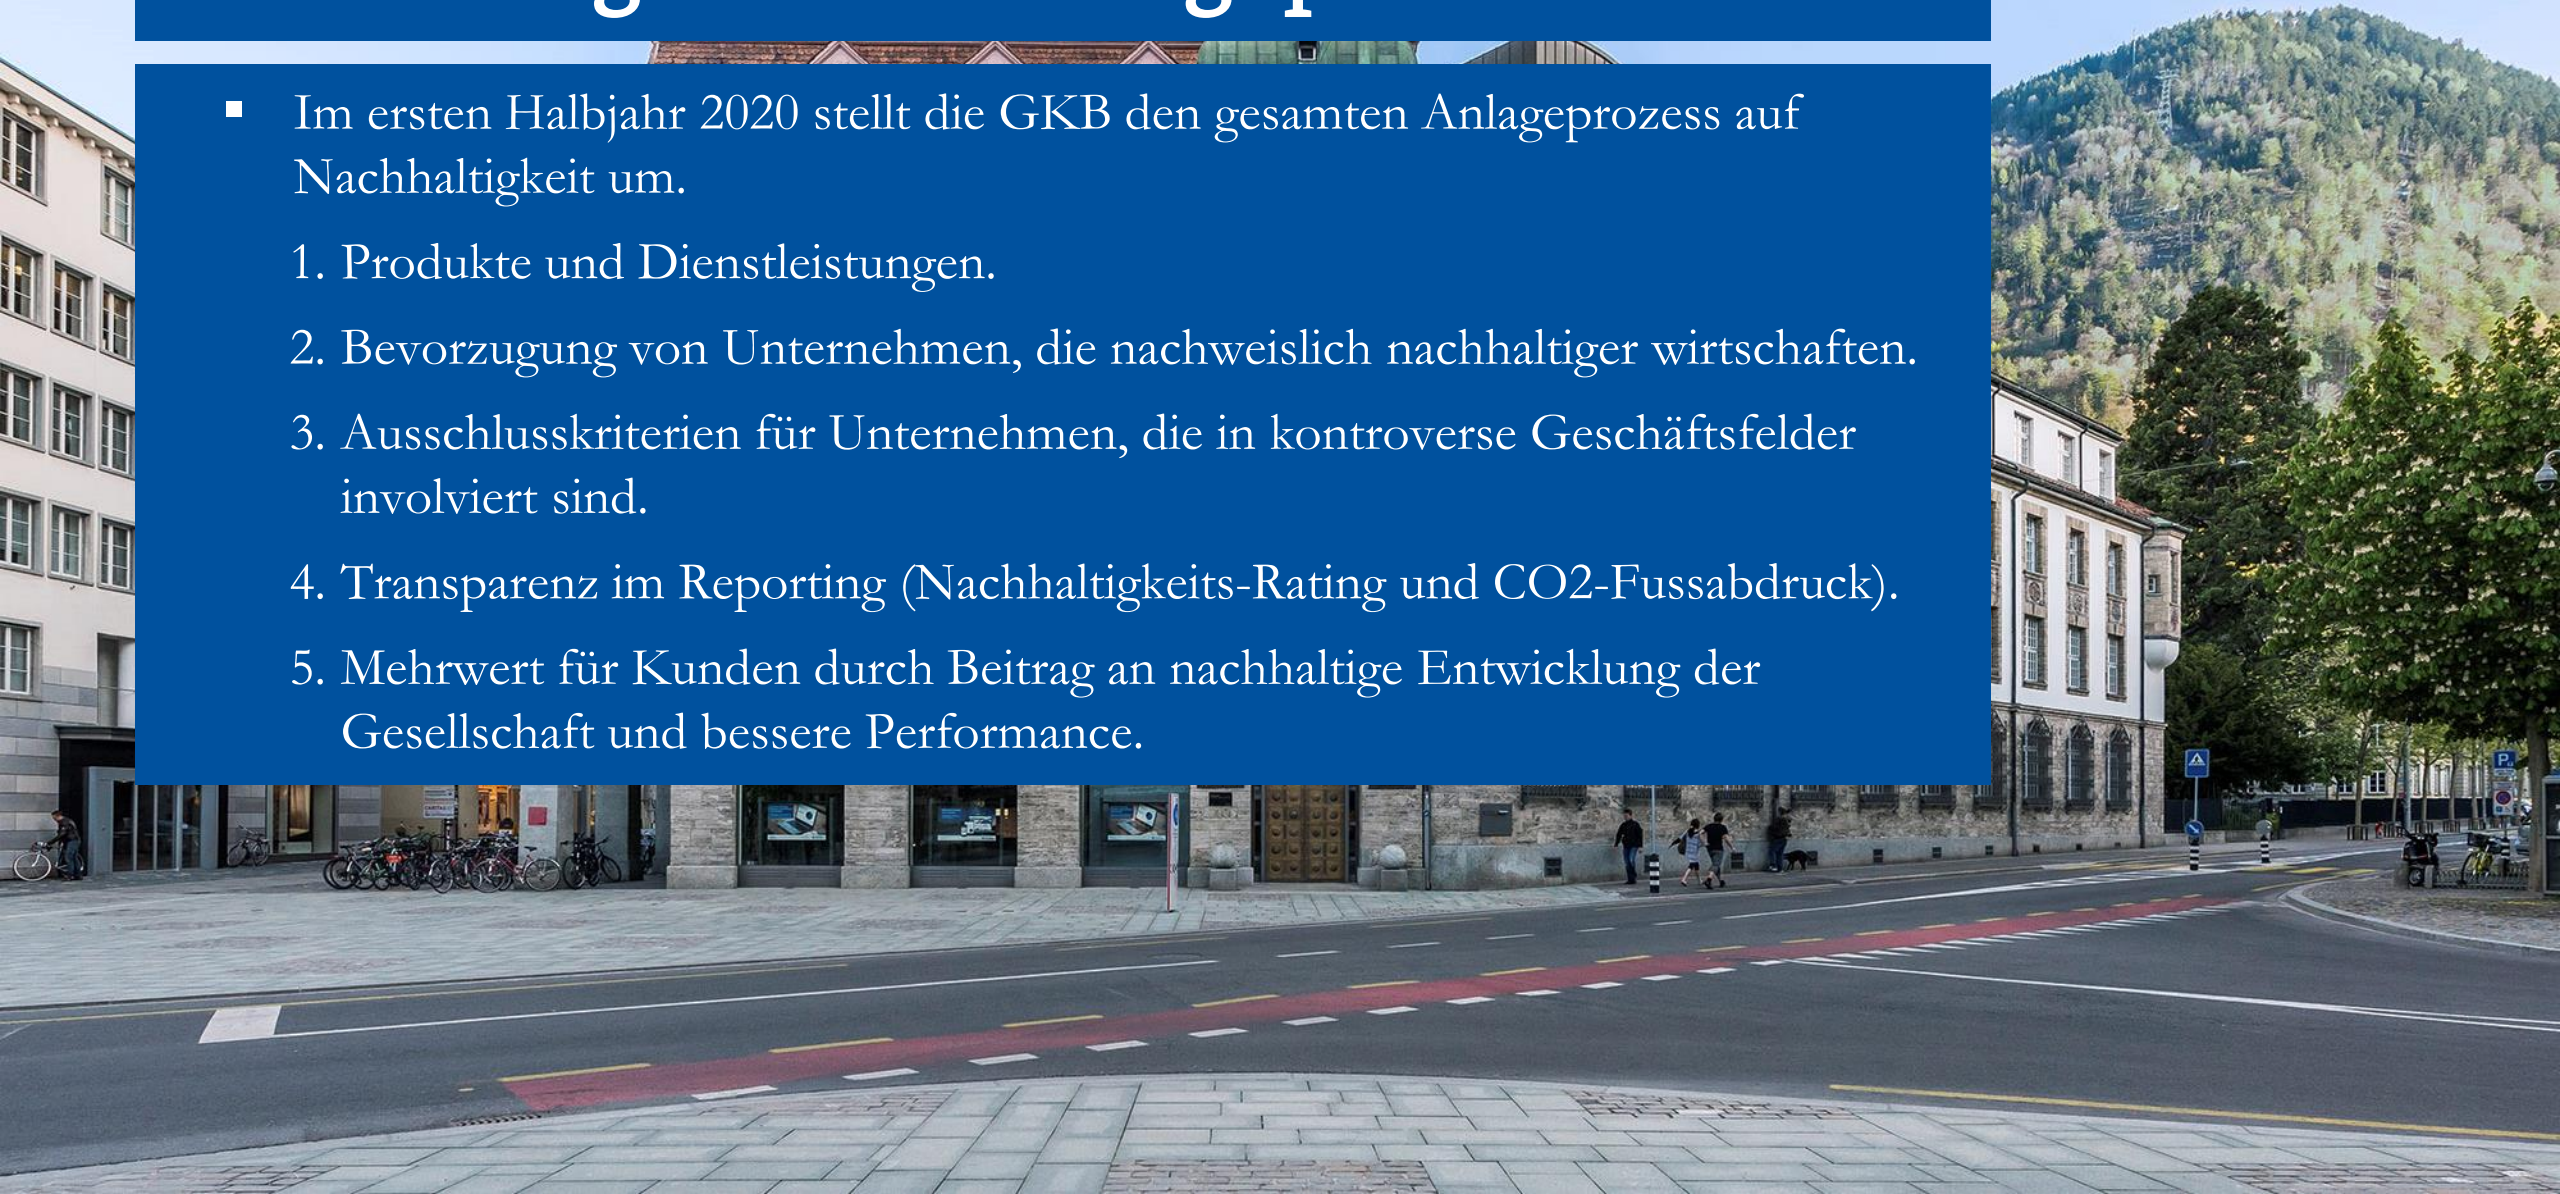 ▪ Im ersten Halbjahr 2020 stellt die GKB den gesamten Anlageprozess auf
Nachhaltigkeit um.
1. Produkte und Dienstleistungen.
2. Bevorzugung von Unternehmen, die nachweislich nachhaltiger wirtschaften.
3. Ausschlusskriterien für Unternehmen, die in kontroverse Geschäftsfelder
involviert sind.
4. Transparenz im Reporting (Nachhaltigkeits-Rating und CO2-Fussabdruck).
5. Mehrwert für Kunden durch Beitrag an nachhaltige Entwicklung der
Gesellschaft und bessere Performance.
P